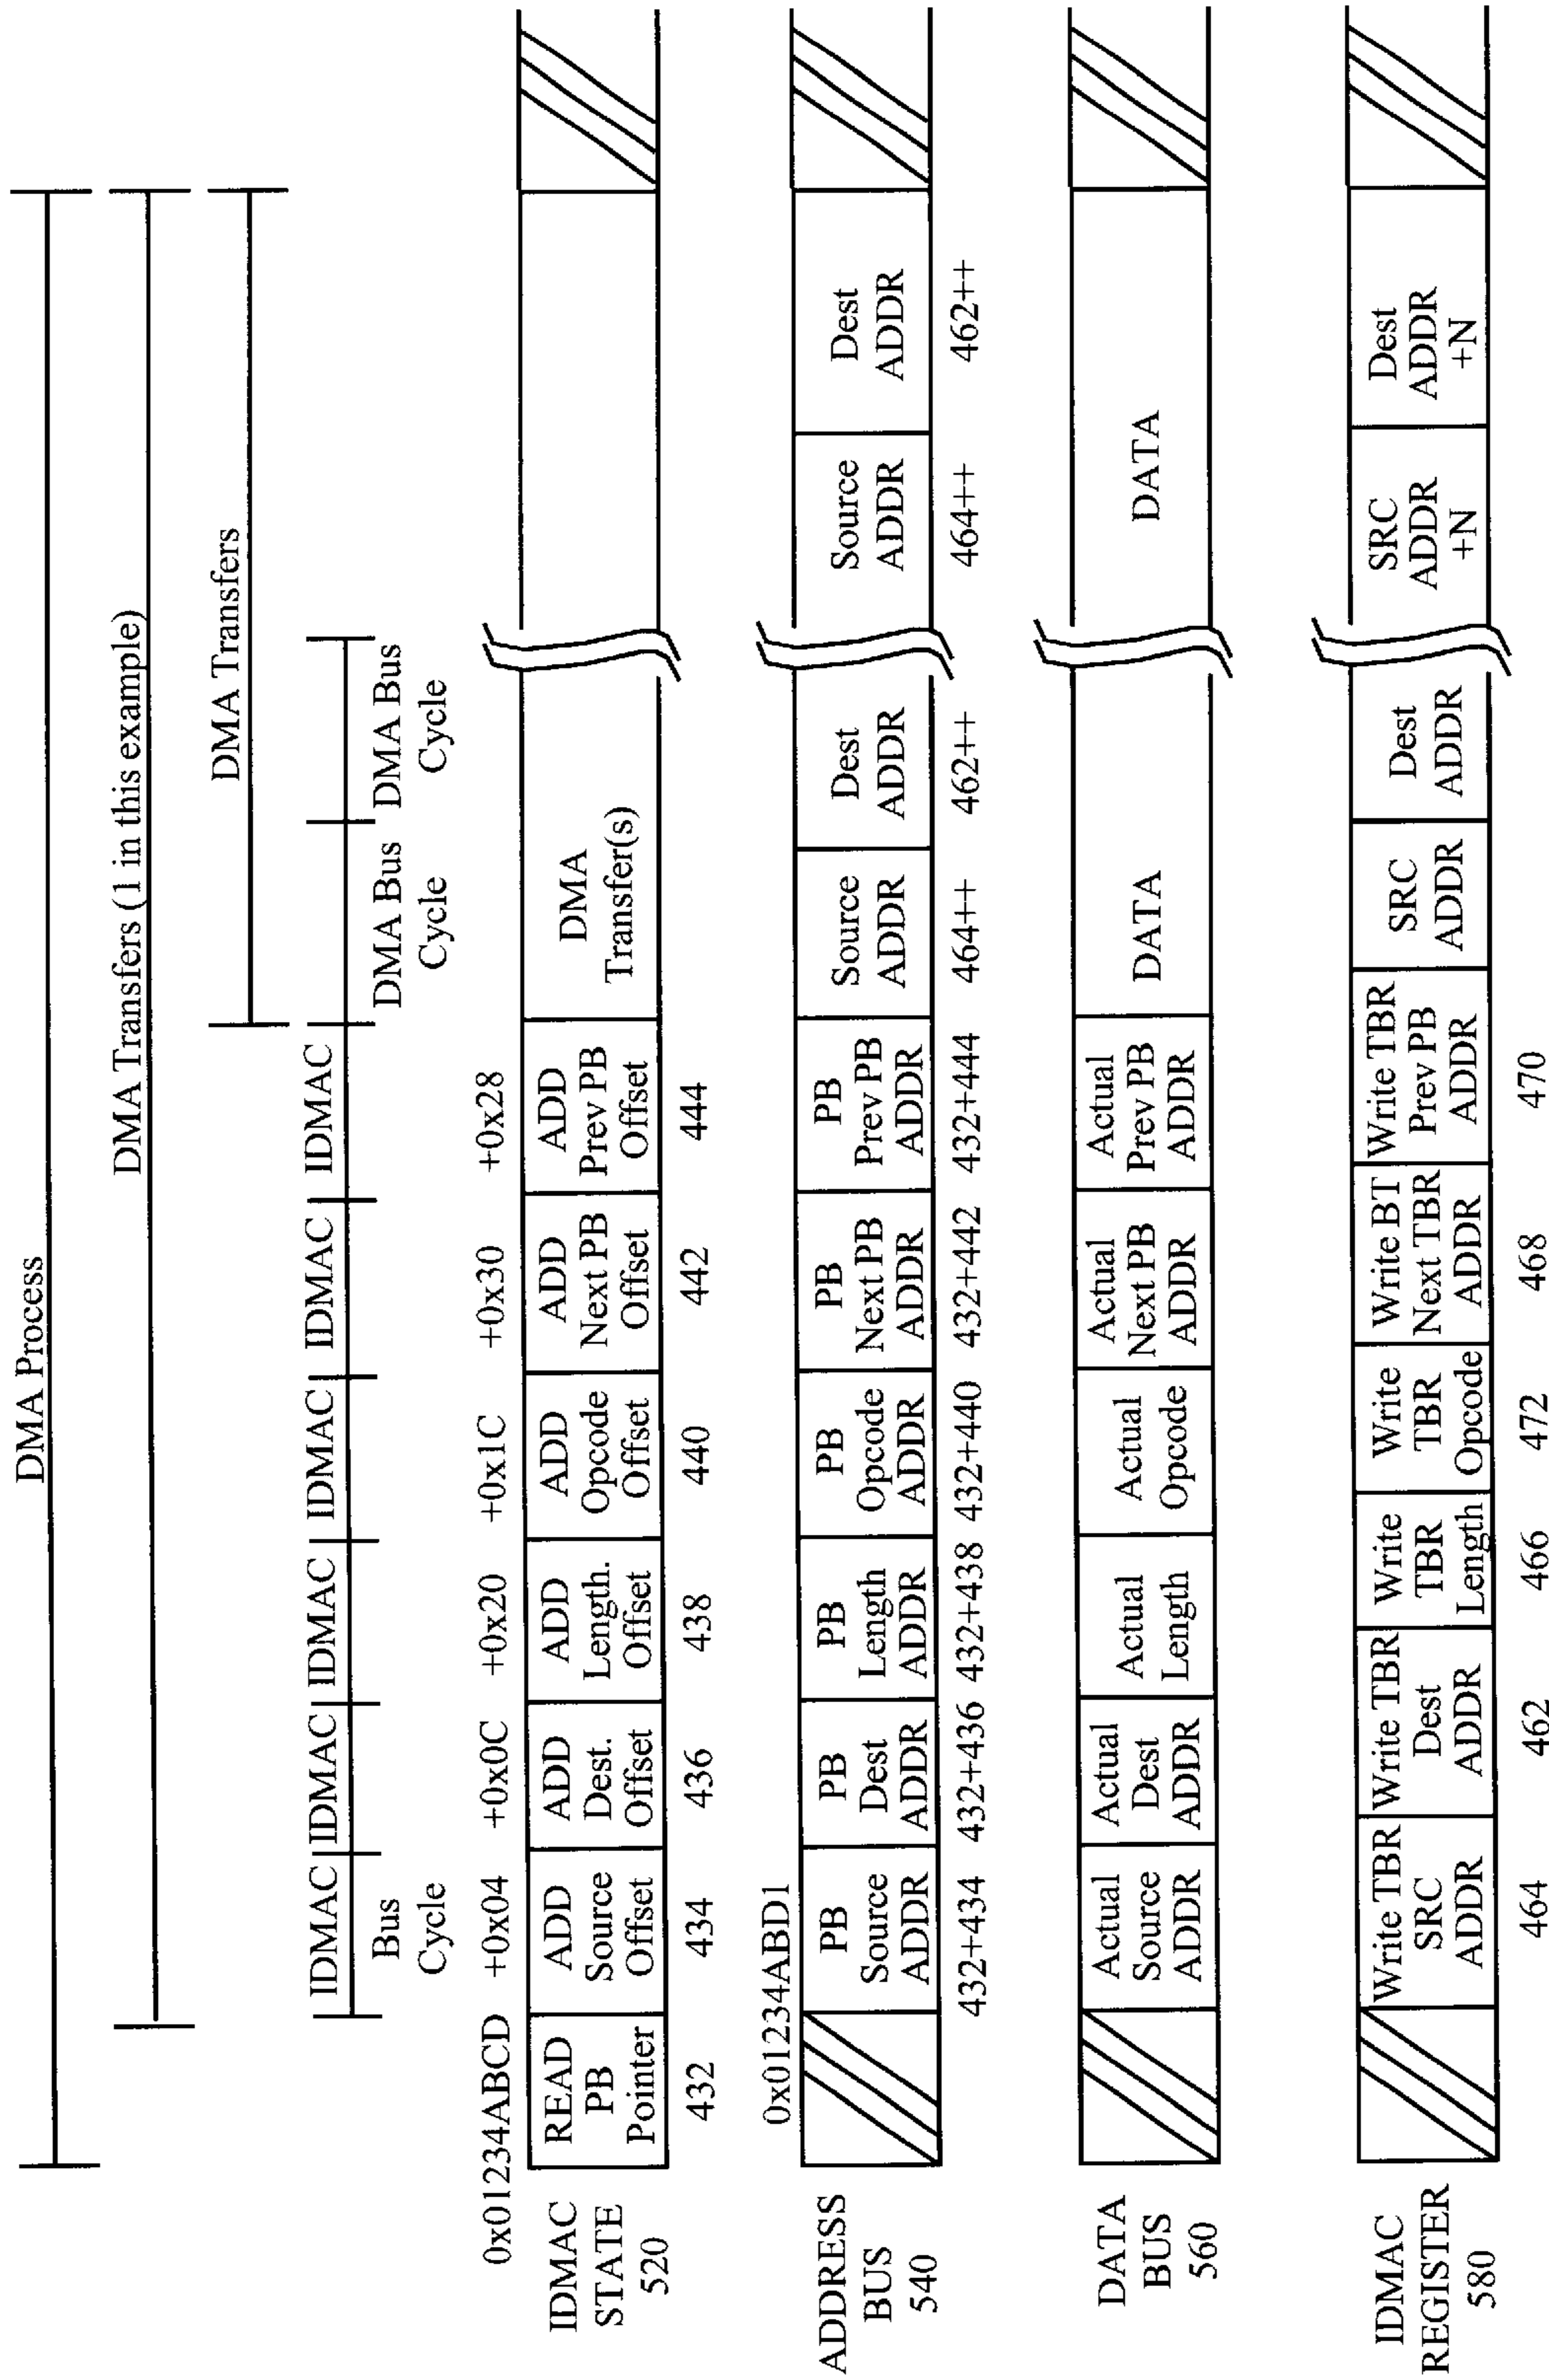 DMA Process
DMA Transfers (1 in this example)
DMA Transfers
IDMAC
IDMAC
IDMAC
IDMAC
IDMAC
IDMAC
Bus
Cycle
DMA Bus
Cycle
DMA Bus
Cycle
0x01234ABCD
+0x04
+0x0C
+0x20
+0x1C
+0x30
+0x28
IDMAC
STATE
520
READ
PB
Pointer
ADD
Source
Offset
ADD
Dest.
Offset
ADD
Length.
Offset
ADD
Opcode
Offset
ADD
Next PB
Offset
ADD
Prev PB
Offset
DMA
Transfer(s)
432
434
436
438
440
442
444
0x01234ABD1
ADDRESS
BUS
540
PB
Source
ADDR
PB
Dest
ADDR
PB
Length
ADDR
PB
Opcode
ADDR
PB
Next PB
ADDR
PB
Prev PB
ADDR
Source
ADDR
Dest
ADDR
Source
ADDR
Dest
ADDR
432+434
432+436
432+438
432+440
432+442
432+444
464++
462++
464++
462++
DATA
BUS
560
Actual
Source
ADDR
Actual
Dest
ADDR
Actual
Length
Actual
Opcode
Actual
Next PB
ADDR
Actual
Prev PB
ADDR
DATA
DATA
IDMAC
REGISTER
580
Write TBR
SRC
ADDR
Write TBR
Dest
ADDR
Write
TBR
Length
Write
TBR
Opcode
Write BT
Next TBR
ADDR
Write TBR
Prev PB
ADDR
SRC
ADDR
Dest
ADDR
SRC
ADDR
+N
Dest
ADDR
+N
464
462
466
472
468
470